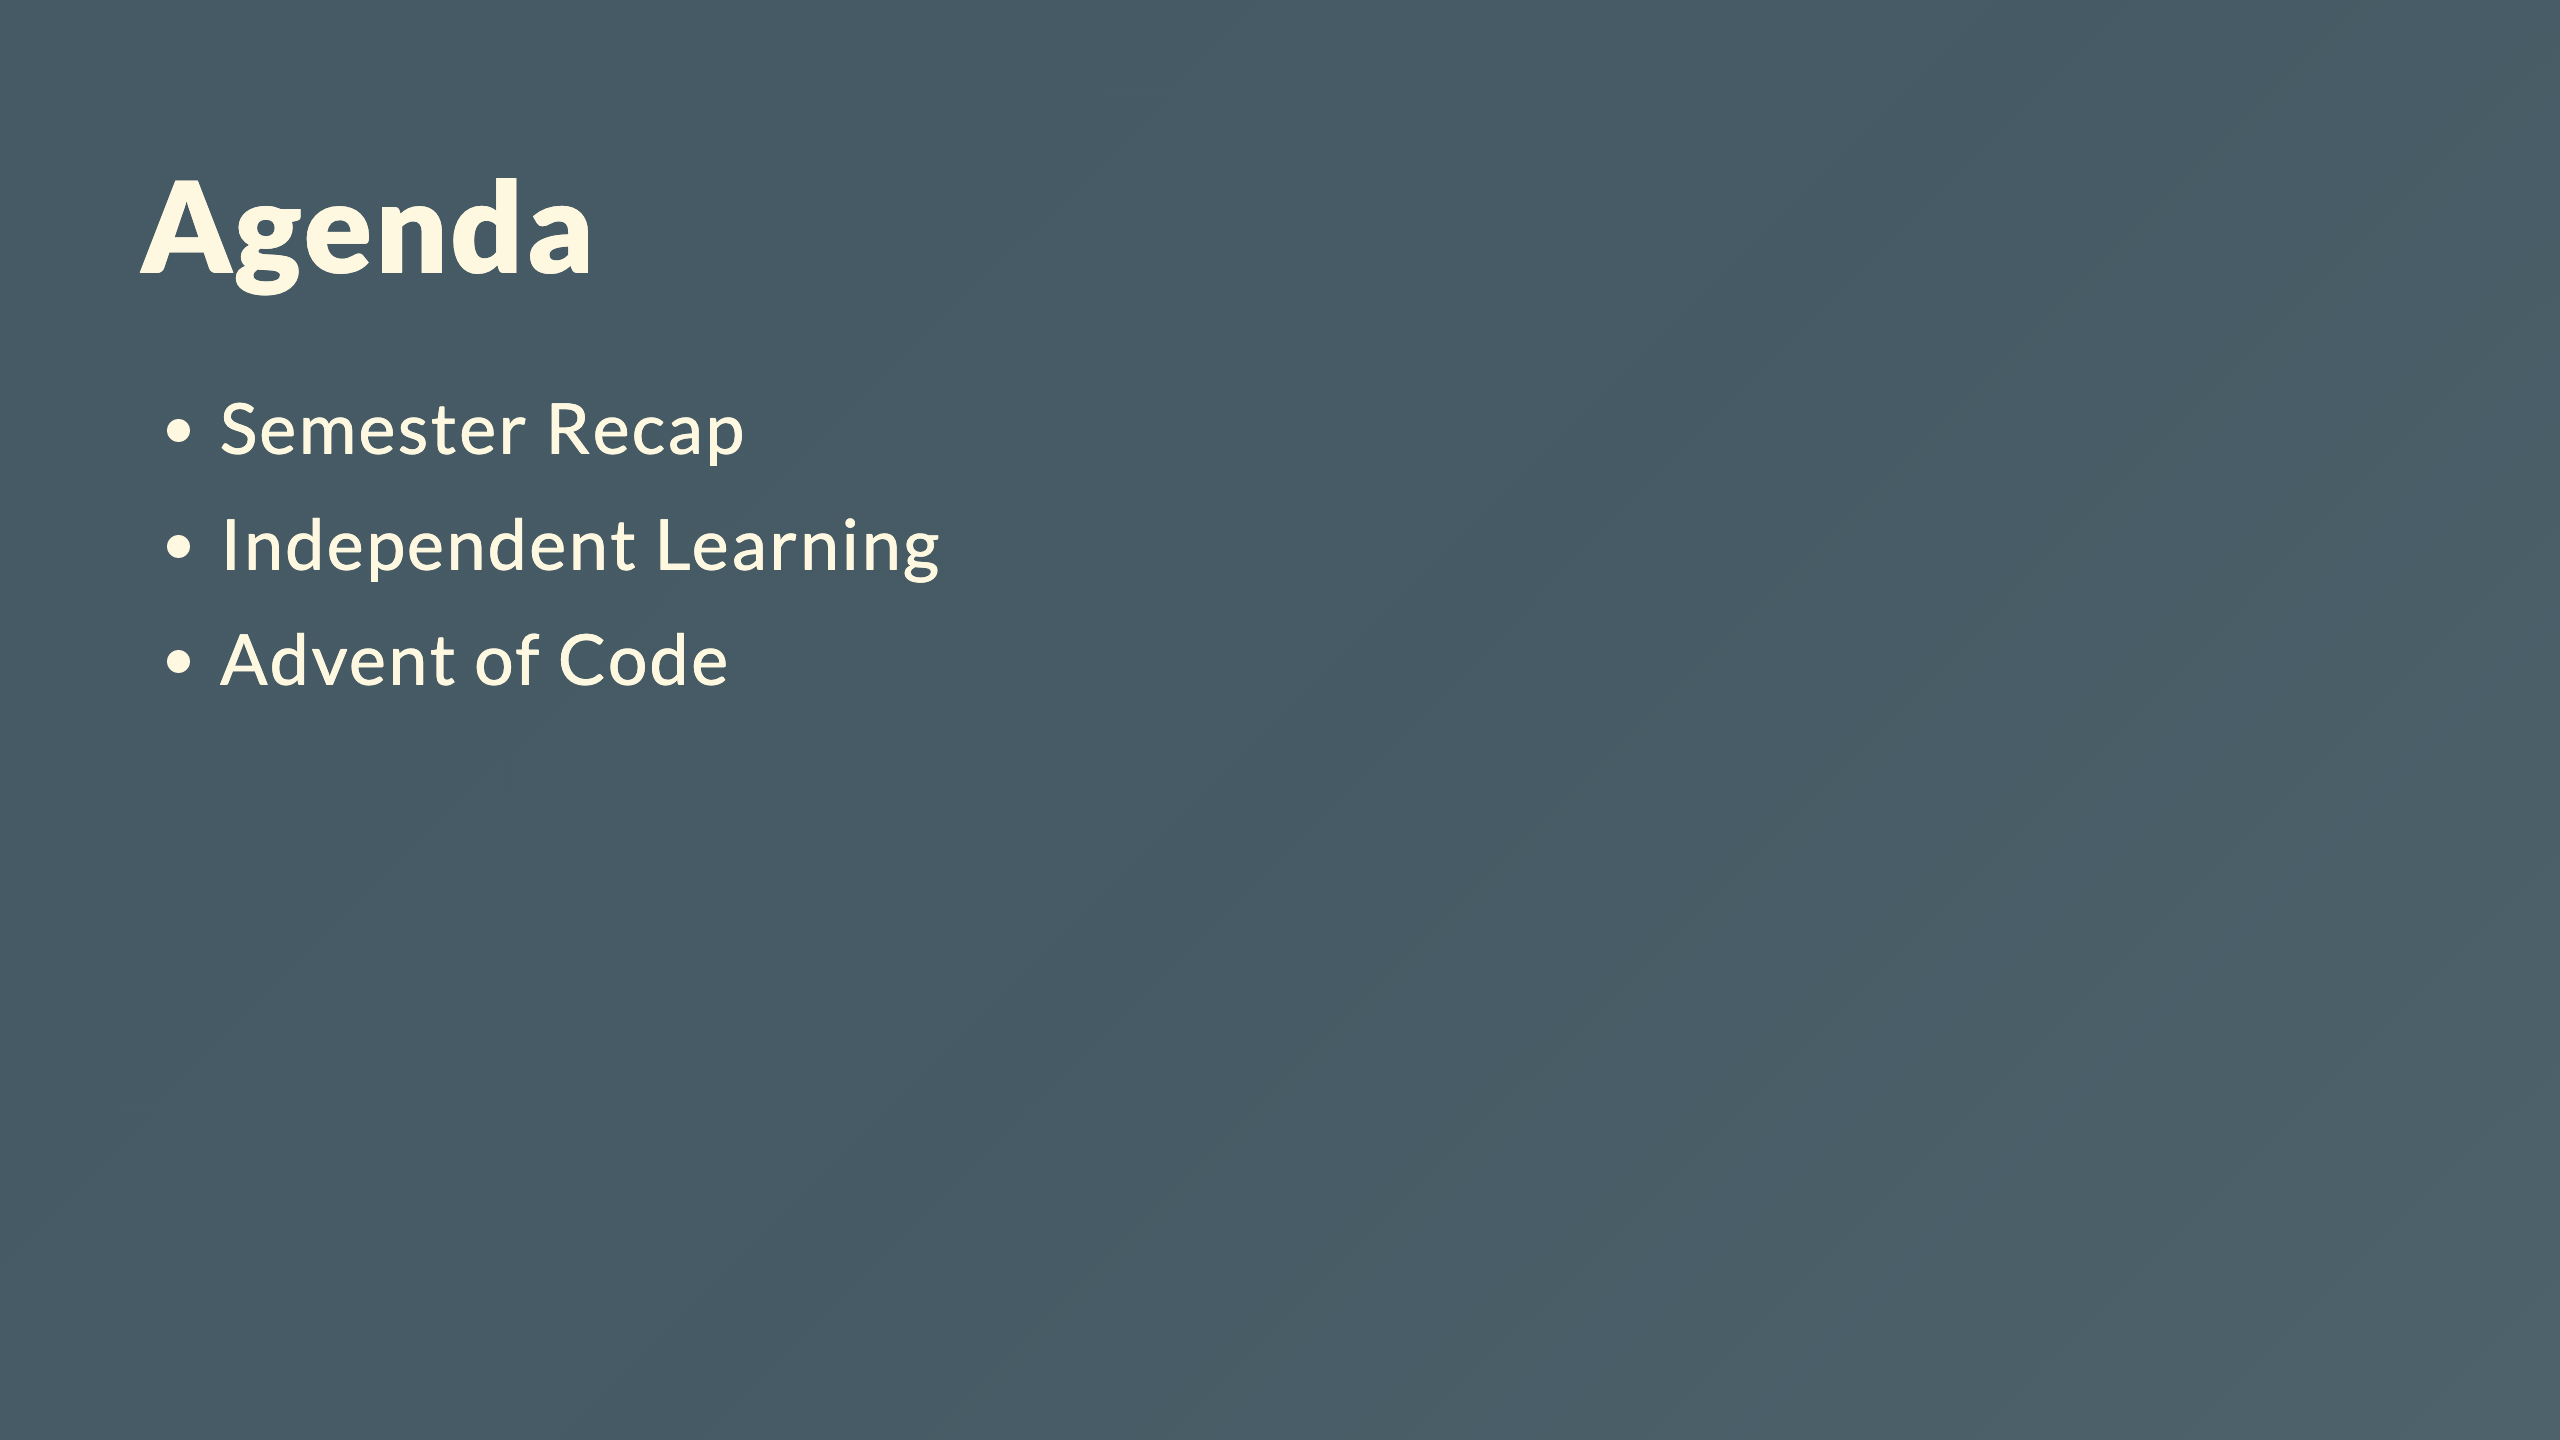 Agenda
• Semester Recap
• Independent Learning
• Advent of Code